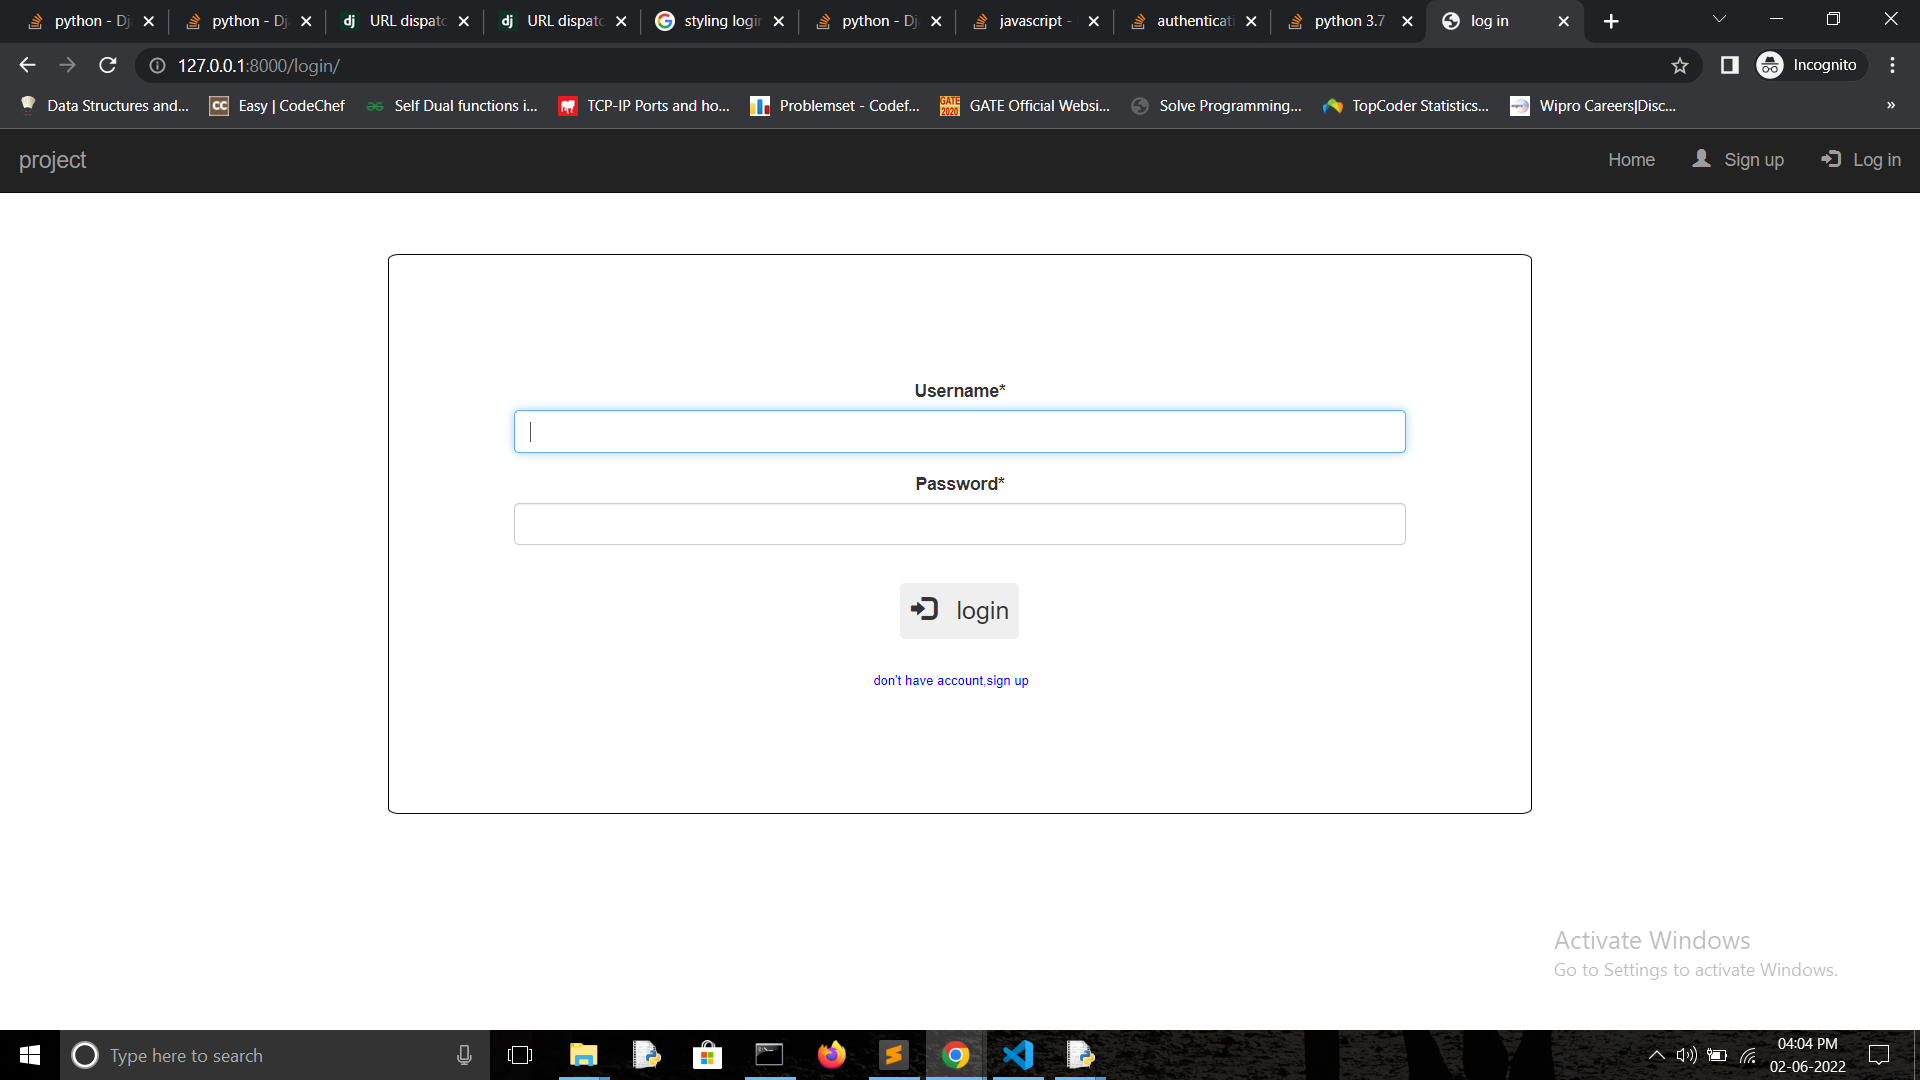 python - Dj
python - Dj
dj URL dispatc
dj URL dispatc
G styling login
python - Dj
javascript -
authenticati
python 3.7
log in
127.0.0.1:8000/login/
Incognito
Data Structures and...
CC Easy | CodeChef
Self Dual functions i...
TCP-IP Ports and ho...
Problemset - Codef...
GATE 2020 GATE Official Websi...
Solve Programming...
TopCoder Statistics...
Wipro Careers|Disc...
»
project
Home
Sign up
Log in
Username*
Password*
login
don't have account,sign up
Activate Windows
Go to Settings to activate Windows.
Type here to search
04:04 PM
02-06-2022